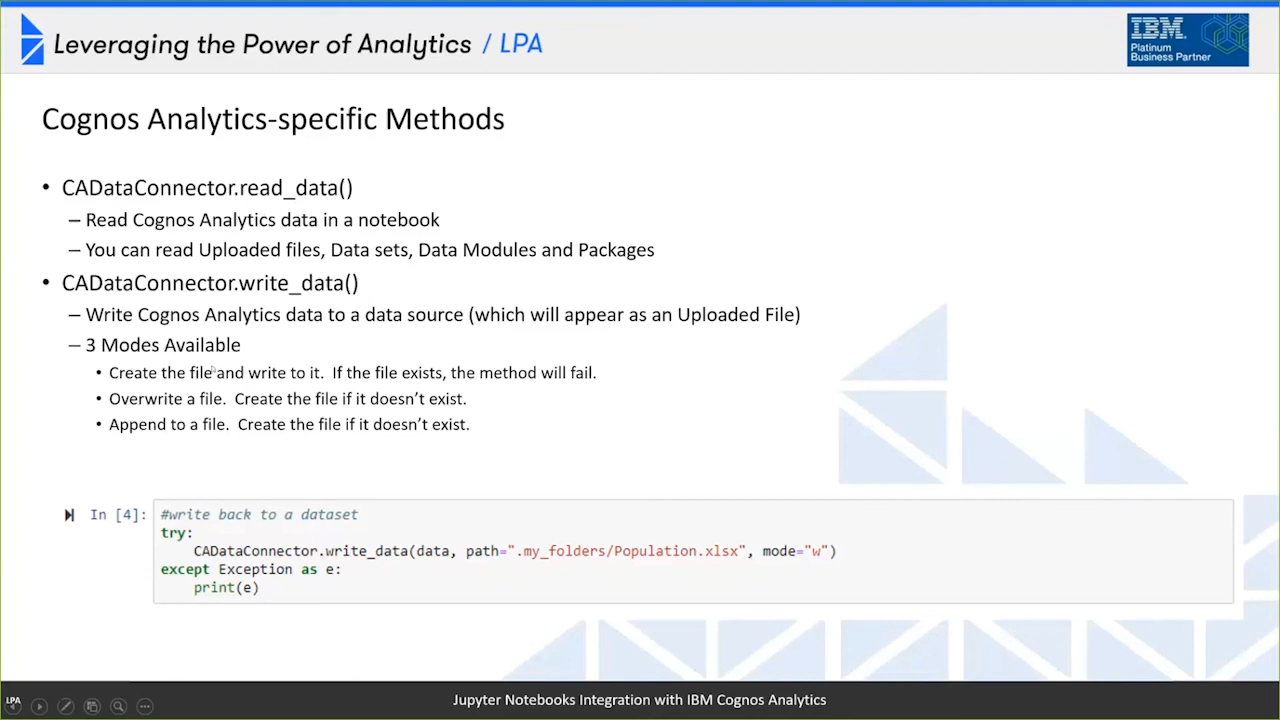 Leveraging the Power of Analytics / LPA
IBM
Platinum
Business Partner
Cognos Analytics-specific Methods
• CADataConnector.read_data()
– Read Cognos Analytics data in a notebook
– You can read Uploaded files, Data sets, Data Modules and Packages
• CADataConnector.write_data()
– Write Cognos Analytics data to a data source (which will appear as an Uploaded File)
– 3 Modes Available
• Create the file and write to it. If the file exists, the method will fail.
• Overwrite a file. Create the file if it doesn't exist.
• Append to a file. Create the file if it doesn't exist.
In [4]: #write back to a dataset
try:
CADataConnector.write_data(data, path=".my_folders/Population.xlsx", mode="w")
except Exception as e:
print(e)
LPA
Jupyter Notebooks Integration with IBM Cognos Analytics